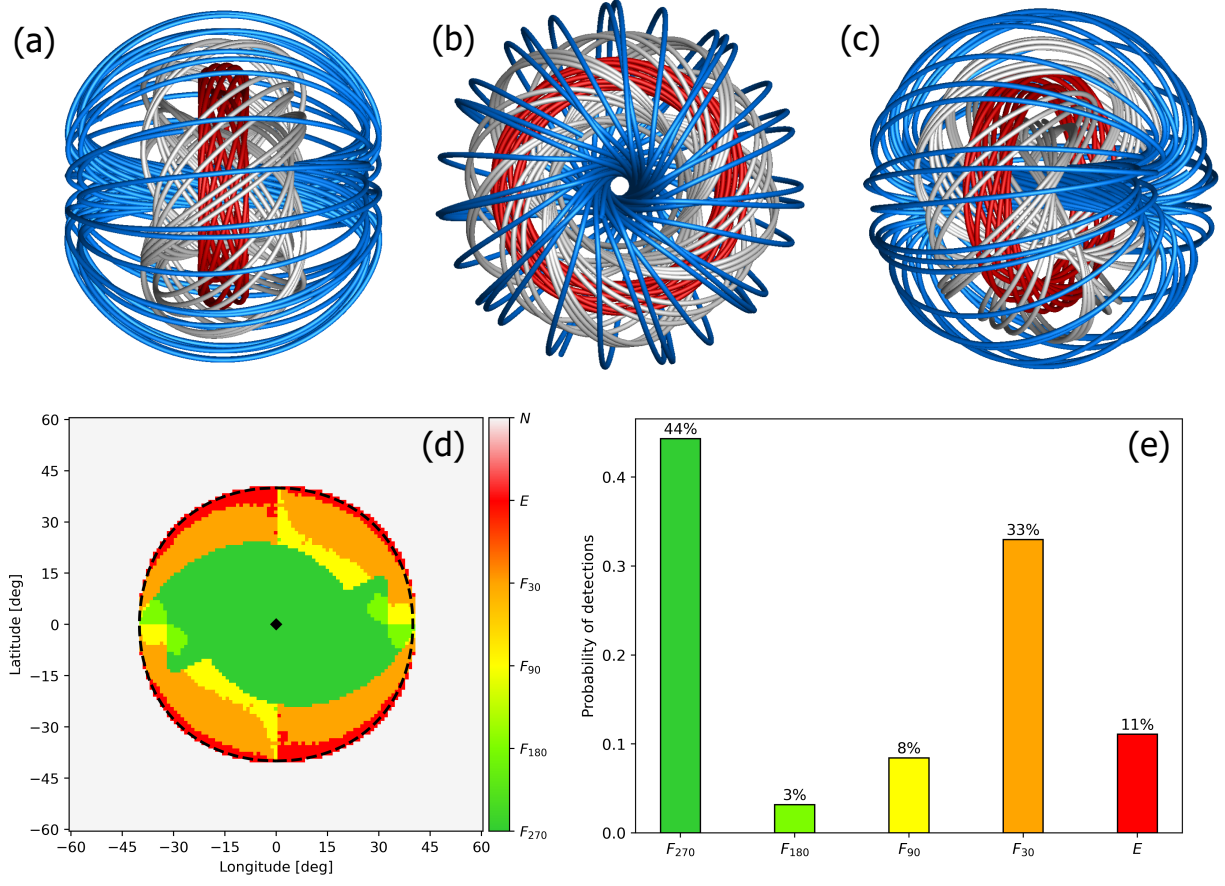 (a)
(b)
(c)
(d)
60
45
30
15
0
−15
−30
−45
−60
−60 −45 −30 −15 0 15 30 45 60
Latitude [deg]
Longitude [deg]
N
E
F₃₀
F₉₀
F₁₈₀
F₂₇₀
(e)
Probability of detections
0.4
0.3
0.2
0.1
0.0
44%
3%
8%
33%
11%
F₂₇₀ F₁₈₀ F₉₀ F₃₀ E